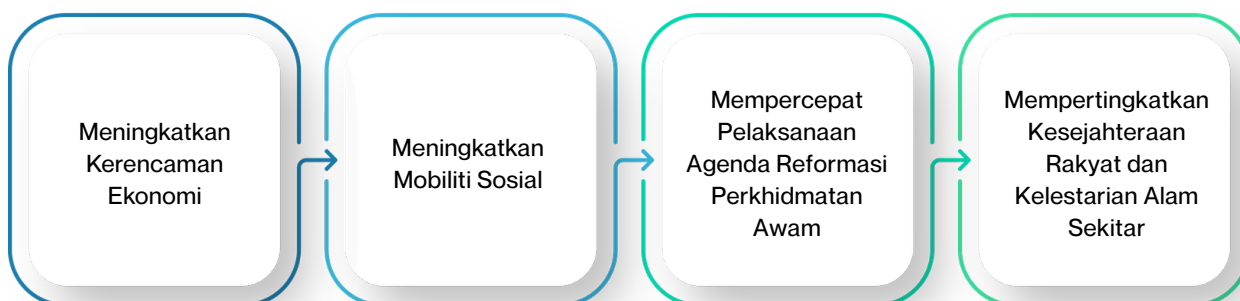 Meningkatkan
Kerencaman
Ekonomi
Meningkatkan
Mobiliti Sosial
Mempercepat
Pelaksanaan
Agenda Reformasi
Perkhidmatan
Awam
Mempertingkatkan
Kesejahteraan
Rakyat dan
Kelestarian Alam
Sekitar